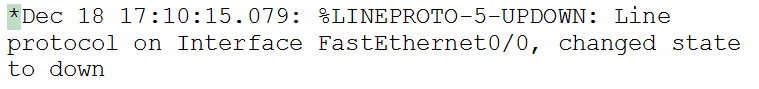 *Dec 18 17:10:15.079: %LINEPROTO-5-UPDOWN: Line
protocol on Interface FastEthernet0/0, changed state
to down